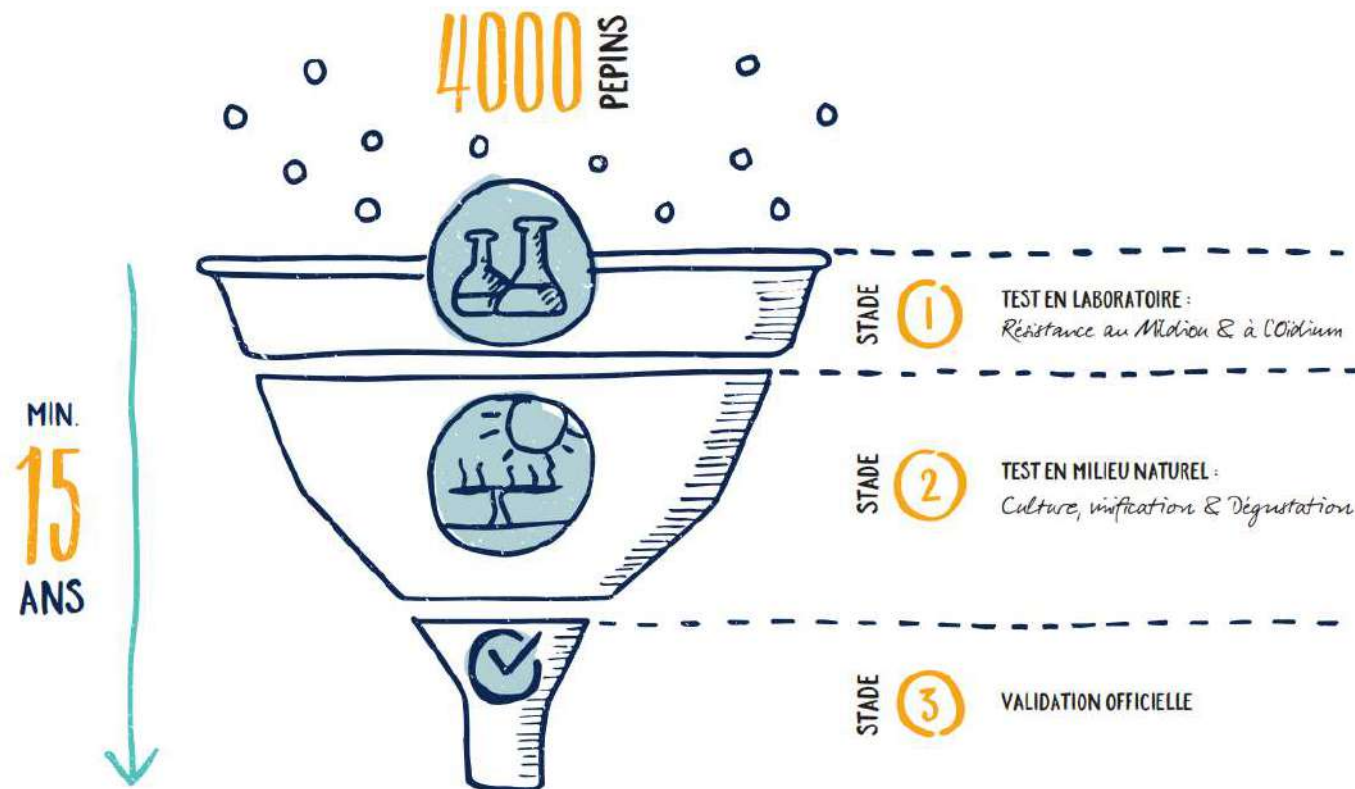 4000
PEPINS
MIN.
15
ANS
STADE
1
TEST EN LABORATOIRE :
Résistance au Mildiou & à l'Oïdium
STADE
2
TEST EN MILIEU NATUREL :
Culture, vinification & Dégustation
STADE
3
VALIDATION OFFICIELLE